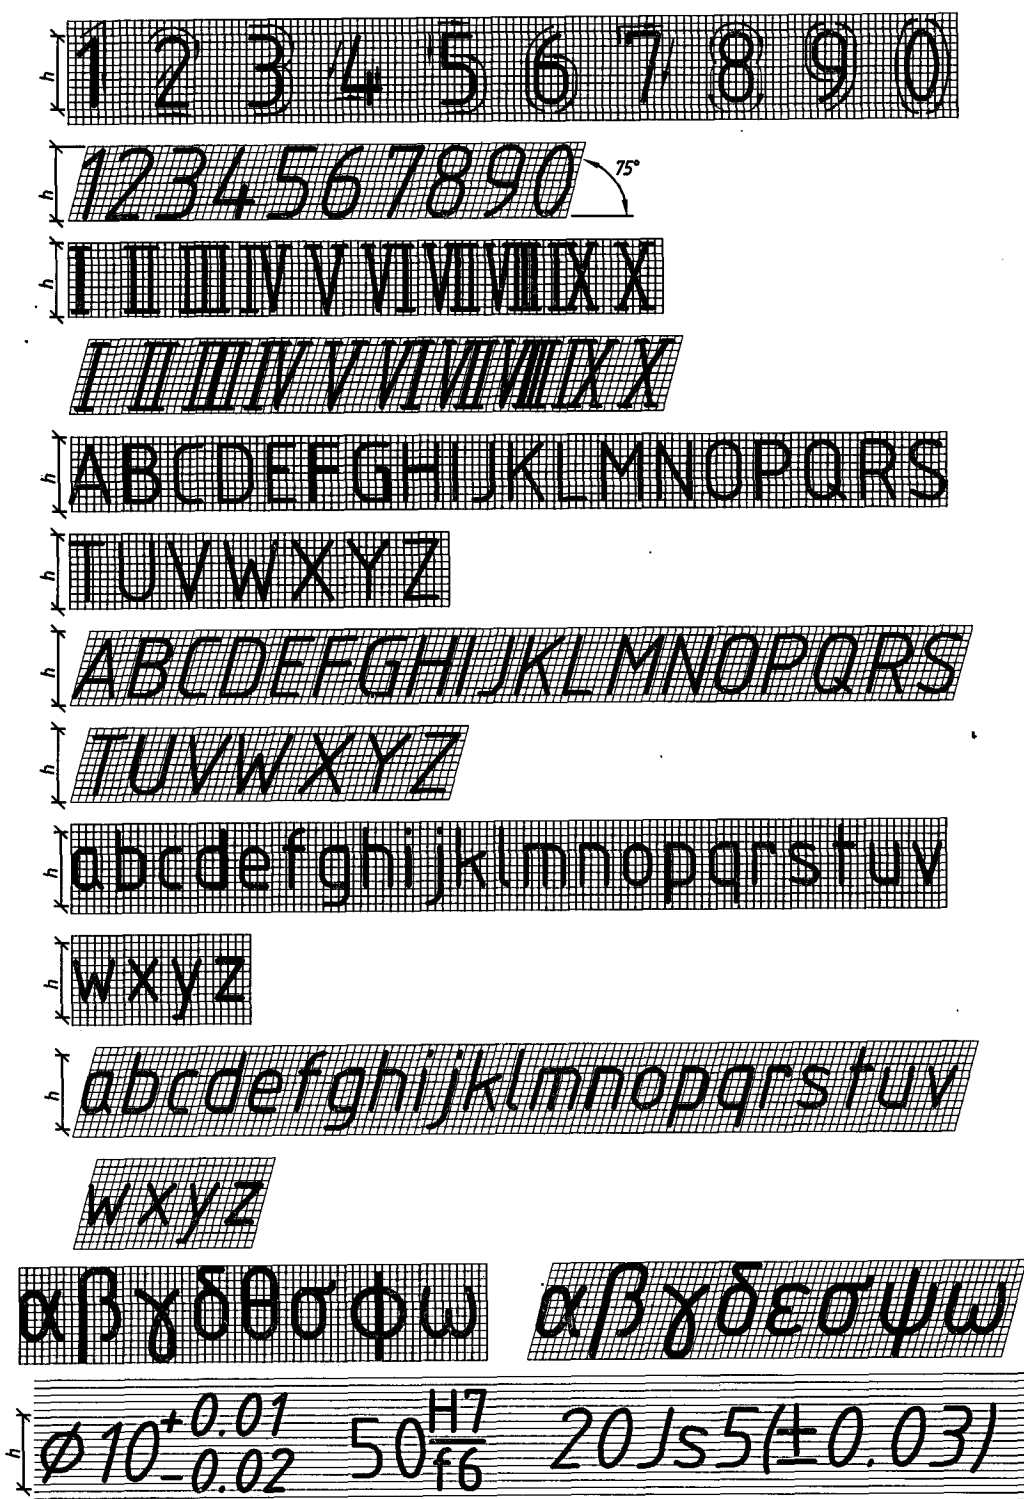 h 1 2 3 4 5 6 7 8 9 0
h 1234567890 75°
h I II III IV V VI VII VIII IX X
I II III IV V VI VII VIII IX X
h ABCDEFGHIJKLMNOPQRS
h TUVWXYZ
h ABCDEFGHIJKLMNOPQRS
h TUVWXYZ
h abcdefghijklmnopqrstuv
h wxyz
h abcdefghijklmnopqrstuv
wxyz
αβγδθσφω αβγδεσψω
h ⌀10 +0.01 −0.02 50 H7/f6 20Js5(±0.03)